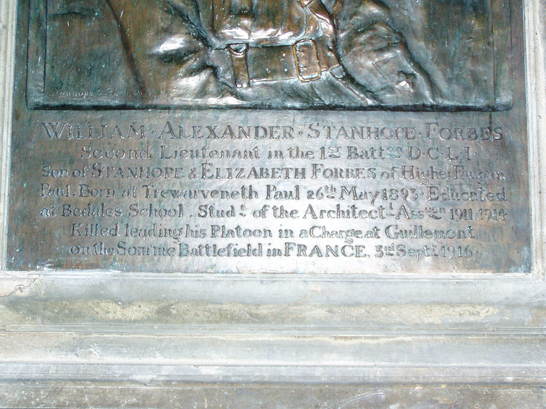 WILLIAM · ALEXANDER · STANHOPE · FORBES
Second Lieutenant in the 1st Battn D·C·L·I
Son of STANHOPE & ELIZABETH FORBES of Higher Faugan
Paul. Born at Trewarveneth Paul 26th May 1893. Educated
at Bedales School. Studt of the Architectl Assn 1911-1914
Killed leading his Platoon in a Charge at Guillemont
on the Somme Battlefield in FRANCE. 3rd Sept. 1916